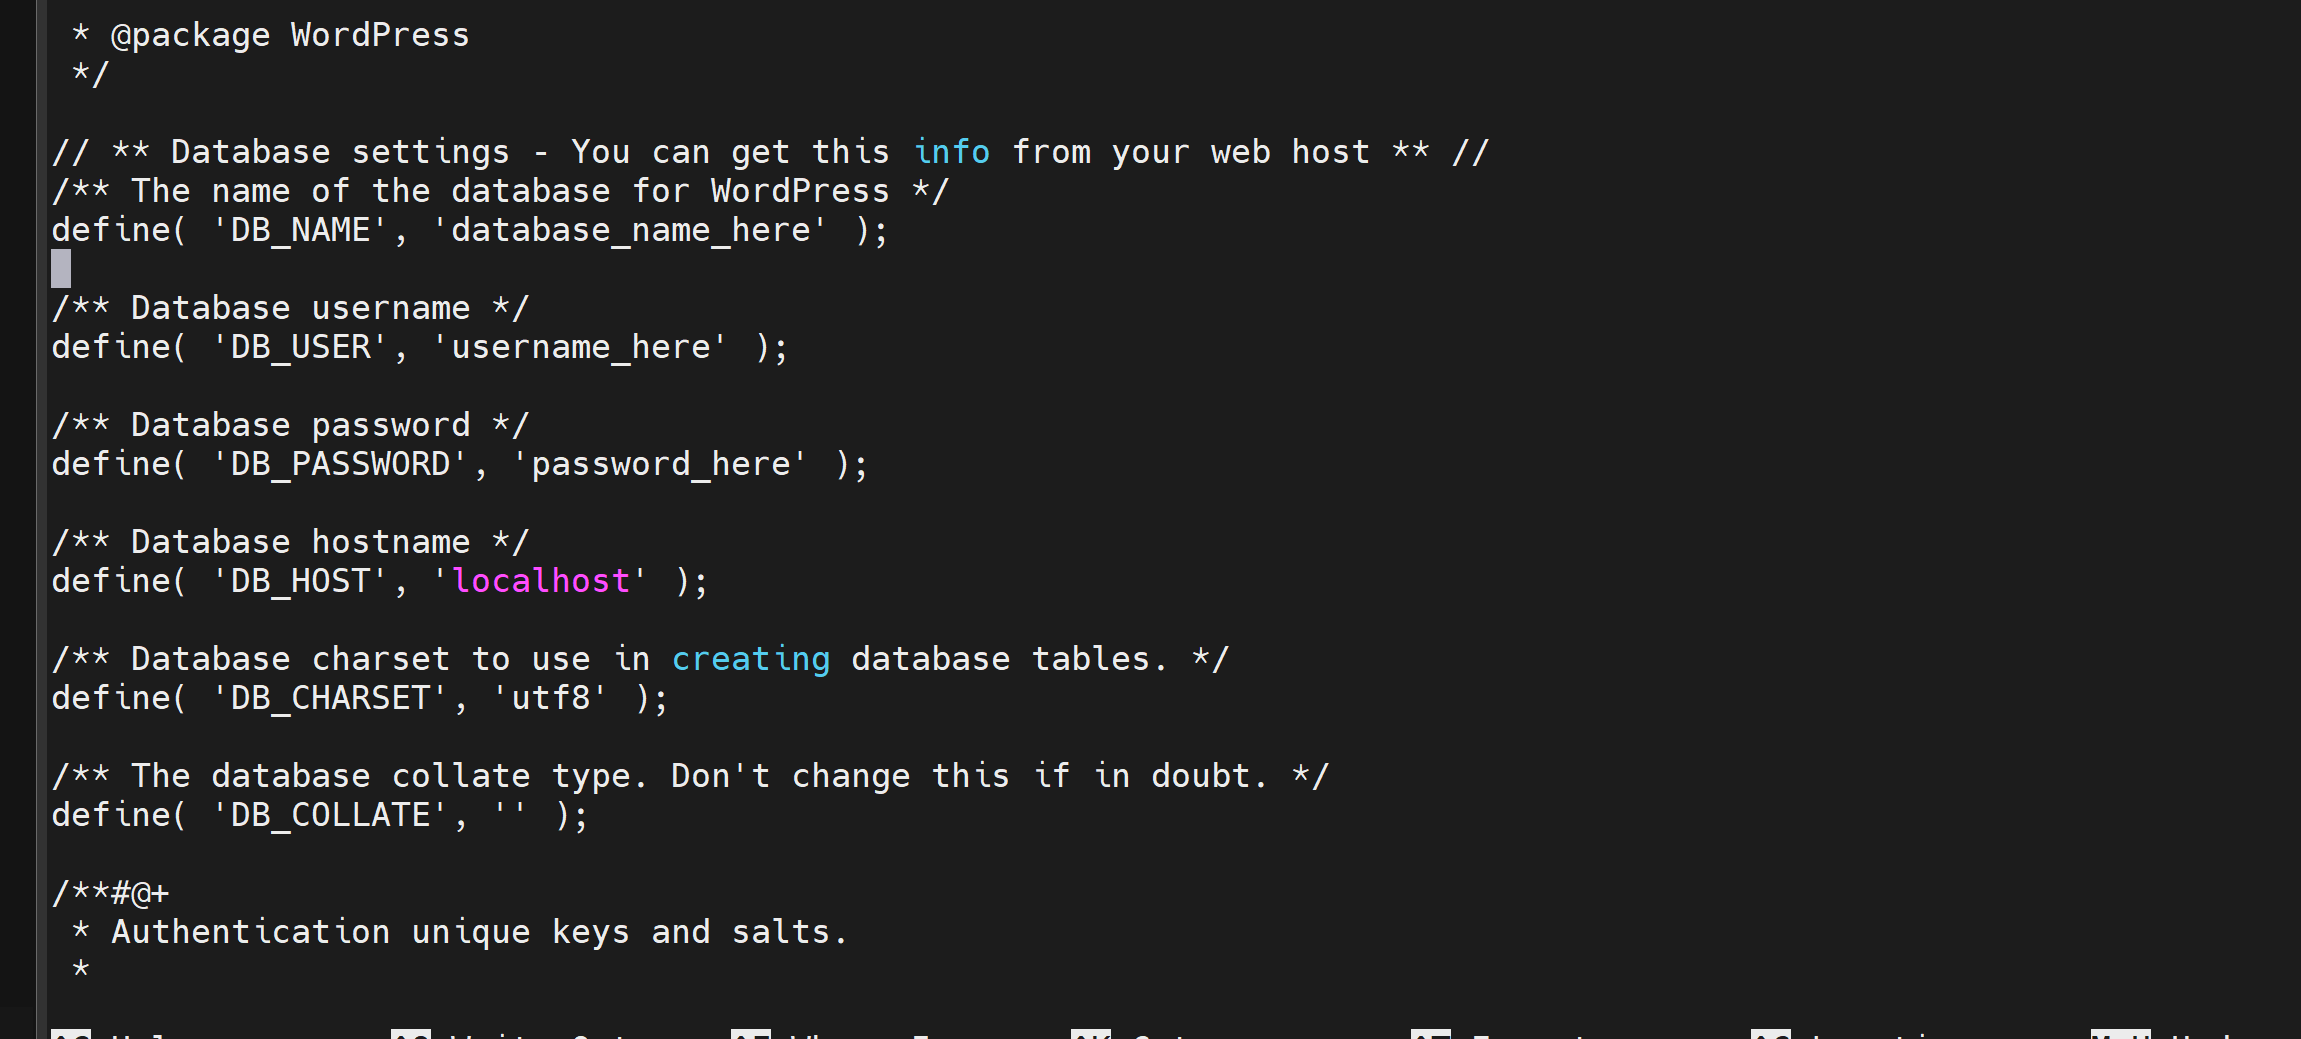 * @package WordPress
 */
// ** Database settings - You can get this info from your web host ** //
/** The name of the database for WordPress */
define( 'DB_NAME', 'database_name_here' );
/** Database username */
define( 'DB_USER', 'username_here' );
/** Database password */
define( 'DB_PASSWORD', 'password_here' );
/** Database hostname */
define( 'DB_HOST', 'localhost' );
/** Database charset to use in creating database tables. */
define( 'DB_CHARSET', 'utf8' );
/** The database collate type. Don't change this if in doubt. */
define( 'DB_COLLATE', '' );
/**#@+
 * Authentication unique keys and salts.
 *